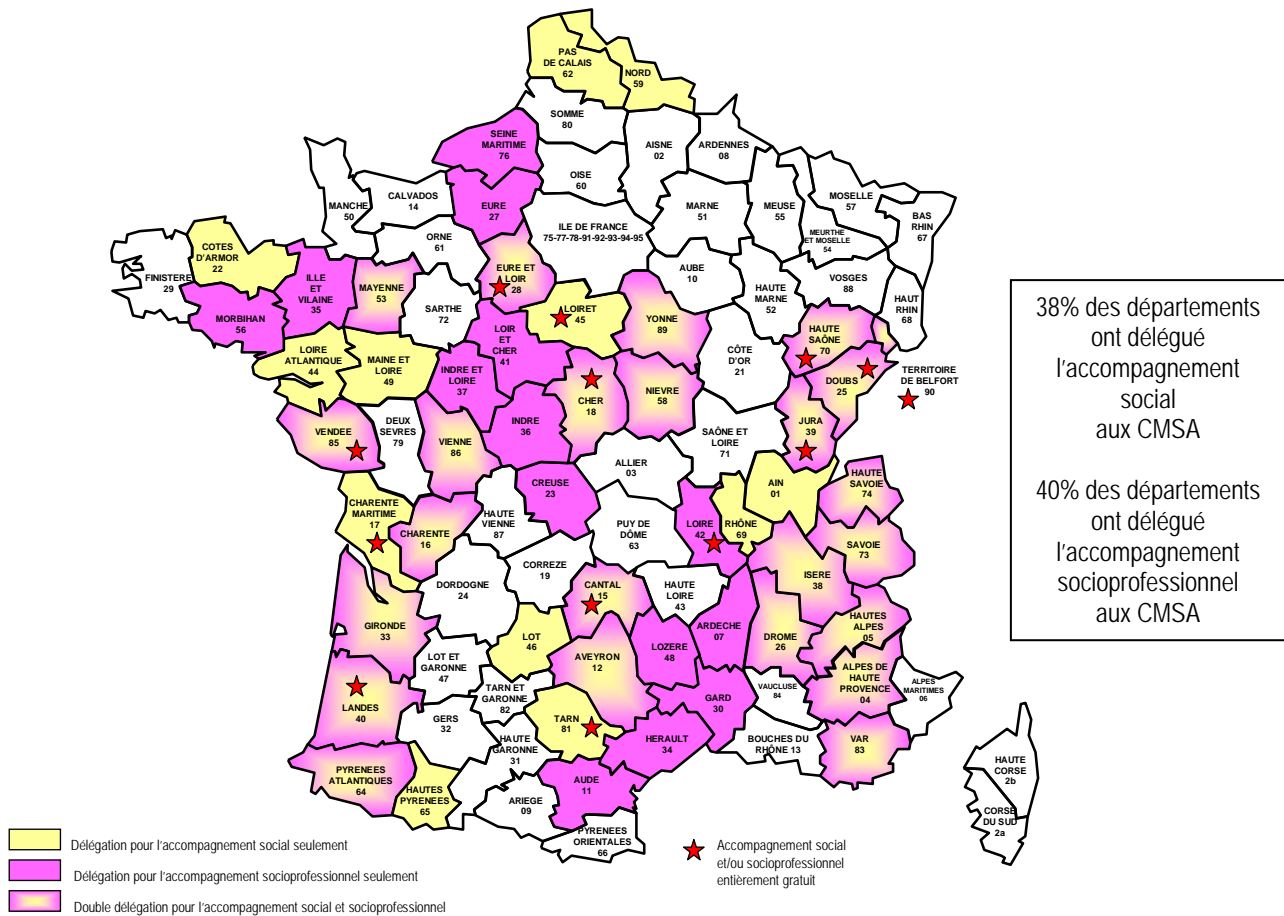 PAS
DE CALAIS
62
NORD
59
SOMME
80
SEINE
MARITIME
76
AISNE
02
ARDENNES
08
OISE
60
MANCHE
50
CALVADOS
14
EURE
27
ILE DE FRANCE
75-77-78-91-92-93-94-95
MARNE
51
MEUSE
55
MOSELLE
57
MEURTHE
ET MOSELLE
54
BAS
RHIN
67
COTES
D'ARMOR
22
FINISTERE
29
MORBIHAN
56
ILLE
ET
VILAINE
35
MAYENNE
53
ORNE
61
SARTHE
72
EURE ET
LOIR
28
LOIRET
45
YONNE
89
AUBE
10
HAUTE
MARNE
52
VOSGES
88
HAUT
RHIN
68
HAUTE
SAÔNE
70
TERRITOIRE
DE BELFORT
90
DOUBS
25
LOIRE
ATLANTIQUE
44
MAINE ET
LOIRE
49
INDRE ET
LOIRE
37
LOIR
ET
CHER
41
CHER
18
NIEVRE
58
CÔTE
D'OR
21
JURA
39
VENDEE
85
DEUX
SEVRES
79
VIENNE
86
INDRE
36
ALLIER
03
SAÔNE ET
LOIRE
71
AIN
01
HAUTE
SAVOIE
74
CHARENTE
MARITIME
17
CHARENTE
16
HAUTE
VIENNE
87
CREUSE
23
PUY DE
DÔME
63
LOIRE
42
RHÔNE
69
SAVOIE
73
ISERE
38
DORDOGNE
24
CORREZE
19
CANTAL
15
HAUTE
LOIRE
43
ARDECHE
07
DROME
26
HAUTES
ALPES
05
GIRONDE
33
LOT ET
GARONNE
47
LOT
46
AVEYRON
12
LOZERE
48
GARD
30
VAUCLUSE
84
ALPES DE
HAUTE
PROVENCE
04
ALPES
MARITIMES
06
LANDES
40
GERS
32
TARN ET
GARONNE
82
TARN
81
HERAULT
34
BOUCHES DU
RHÔNE 13
VAR
83
PYRENEES
ATLANTIQUES
64
HAUTES
PYRENEES
65
HAUTE
GARONNE
31
ARIEGE
09
AUDE
11
PYRENEES
ORIENTALES
66
HAUTE
CORSE
2b
CORSE
DU SUD
2a
38% des départements
ont délégué
l'accompagnement
social
aux CMSA
40% des départements
ont délégué
l'accompagnement
socioprofessionnel
aux CMSA
Délégation pour l'accompagnement social seulement
Délégation pour l'accompagnement socioprofessionnel seulement
Double délégation pour l'accompagnement social et socioprofessionnel
Accompagnement social
et/ou socioprofessionnel
entièrement gratuit